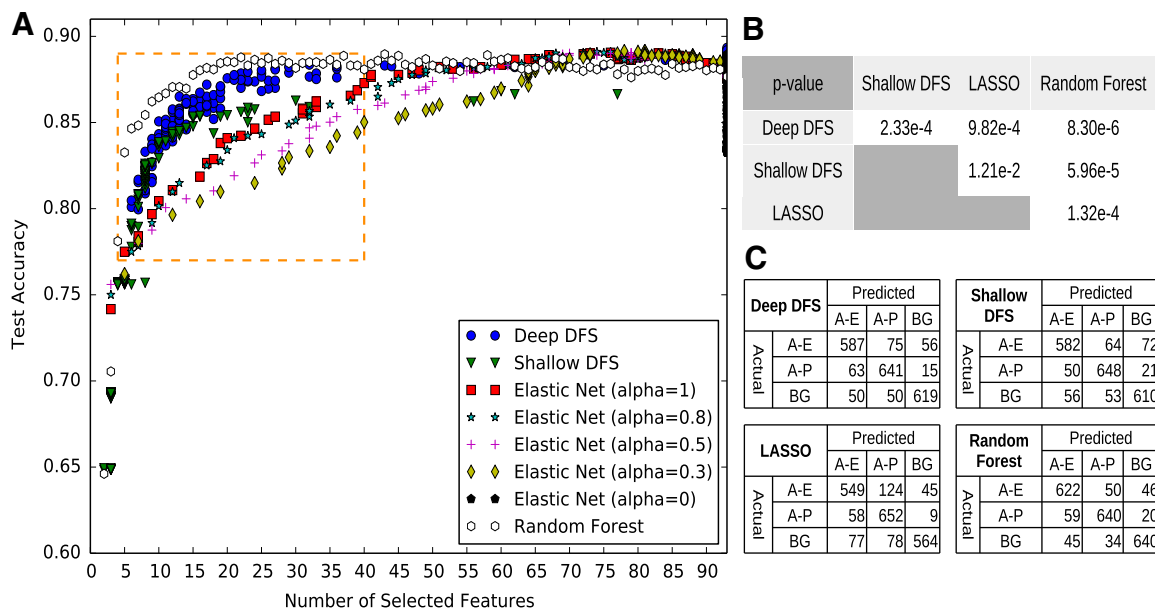 A
0.90
0.85
0.80
0.75
0.70
0.65
0.60
Test Accuracy
0 5 10 15 20 25 30 35 40 45 50 55 60 65 70 75 80 85 90 93
Number of Selected Features
Deep DFS
Shallow DFS
Elastic Net (alpha=1)
Elastic Net (alpha=0.8)
Elastic Net (alpha=0.5)
Elastic Net (alpha=0.3)
Elastic Net (alpha=0)
Random Forest
B
p-value Shallow DFS LASSO Random Forest
Deep DFS 2.33e-4 9.82e-4 8.30e-6
Shallow DFS 1.21e-2 5.96e-5
LASSO 1.32e-4
C
Deep DFS Predicted
A-E A-P BG
Actual
A-E 587 75 56
A-P 63 641 15
BG 50 50 619
Shallow DFS Predicted
A-E A-P BG
Actual
A-E 582 64 72
A-P 50 648 21
BG 56 53 610
LASSO Predicted
A-E A-P BG
Actual
A-E 549 124 45
A-P 58 652 9
BG 77 78 564
Random Forest Predicted
A-E A-P BG
Actual
A-E 622 50 46
A-P 59 640 20
BG 45 34 640